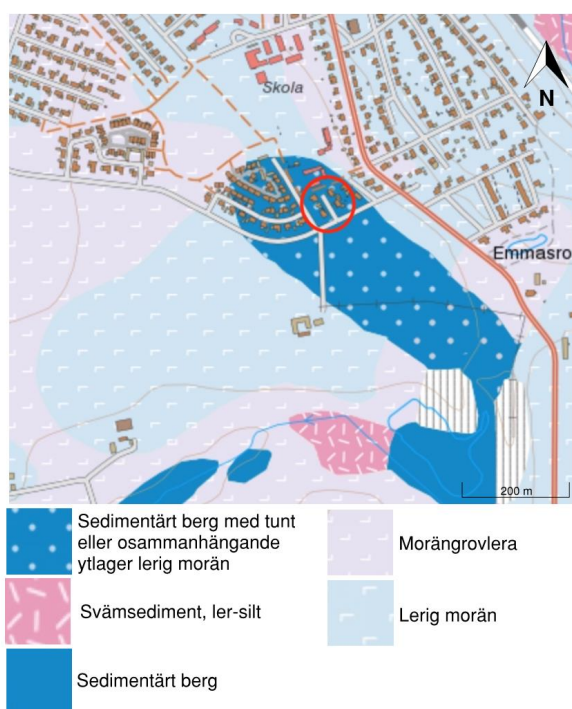 Skola
N
Emmasro
200 m
Sedimentärt berg med tunt
eller osammanhängande
ytlager lerig morän
Morängrovlera
Svämsediment, ler-silt
Lerig morän
Sedimentärt berg